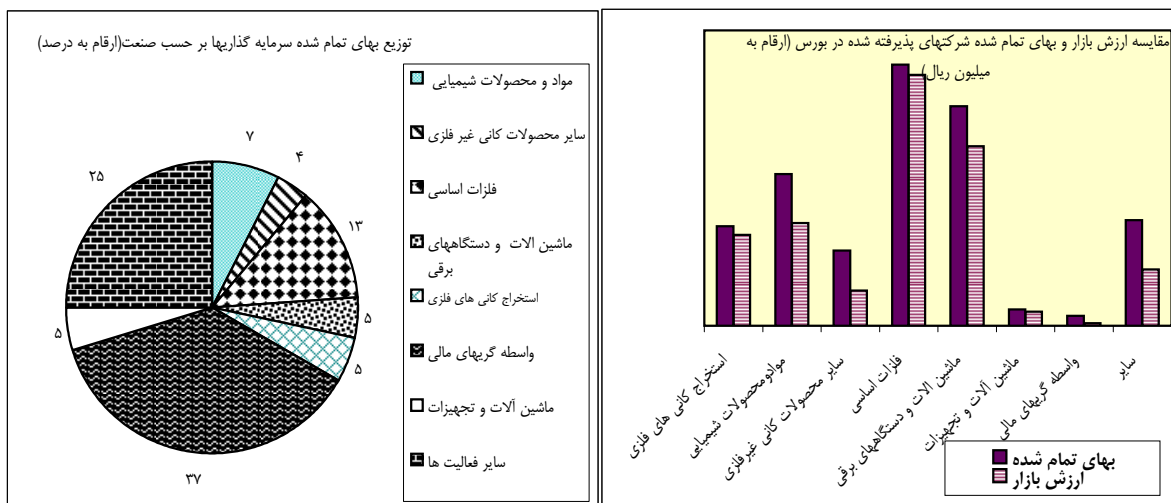 توزیع بهای تمام شده سرمایه گذاریها بر حسب صنعت(ارقام به درصد)
مواد و محصولات شیمیایی
سایر محصولات کانی غیر فلزی
فلزات اساسی
ماشین الات و دستگاههای
برقی
استخراج کانی های فلزی
واسطه گریهای مالی
ماشین آلات و تجهیزات
سایر فعالیت ها
۷
۴
۱۳
۵
۵
۳۷
۵
۲۵
مقایسه ارزش بازار و بهای تمام شده شرکتهای پذیرفته شده در بورس (ارقام به
میلیون ریال)
استخراج کانی های فلزی
موادومحصولات شیمیایی
سایر محصولات کانی غیرفلزی
فلزات اساسی
ماشین الات و دستگاههای برقی
ماشین آلات و تجهیزات
واسطه گریهای مالی
سایر
بهای تمام شده
ارزش بازار